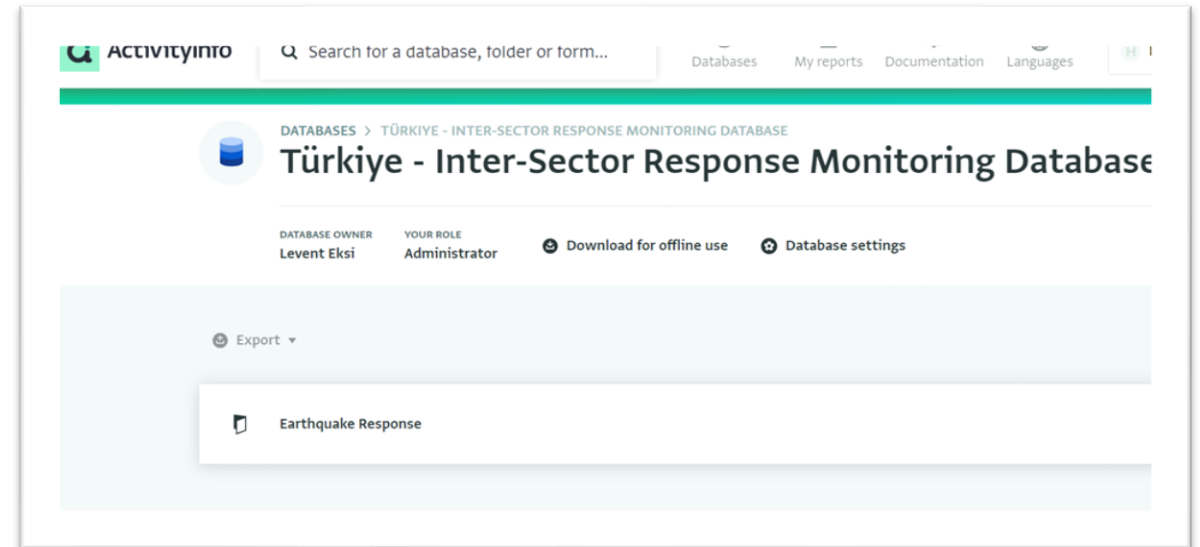 ActivityInfo
Search for a database, folder or form...
Databases
My reports
Documentation
Languages
H
DATABASES > TÜRKIYE - INTER-SECTOR RESPONSE MONITORING DATABASE
Türkiye - Inter-Sector Response Monitoring Database
DATABASE OWNER
Levent Eksi
YOUR ROLE
Administrator
Download for offline use
Database settings
Export
Earthquake Response